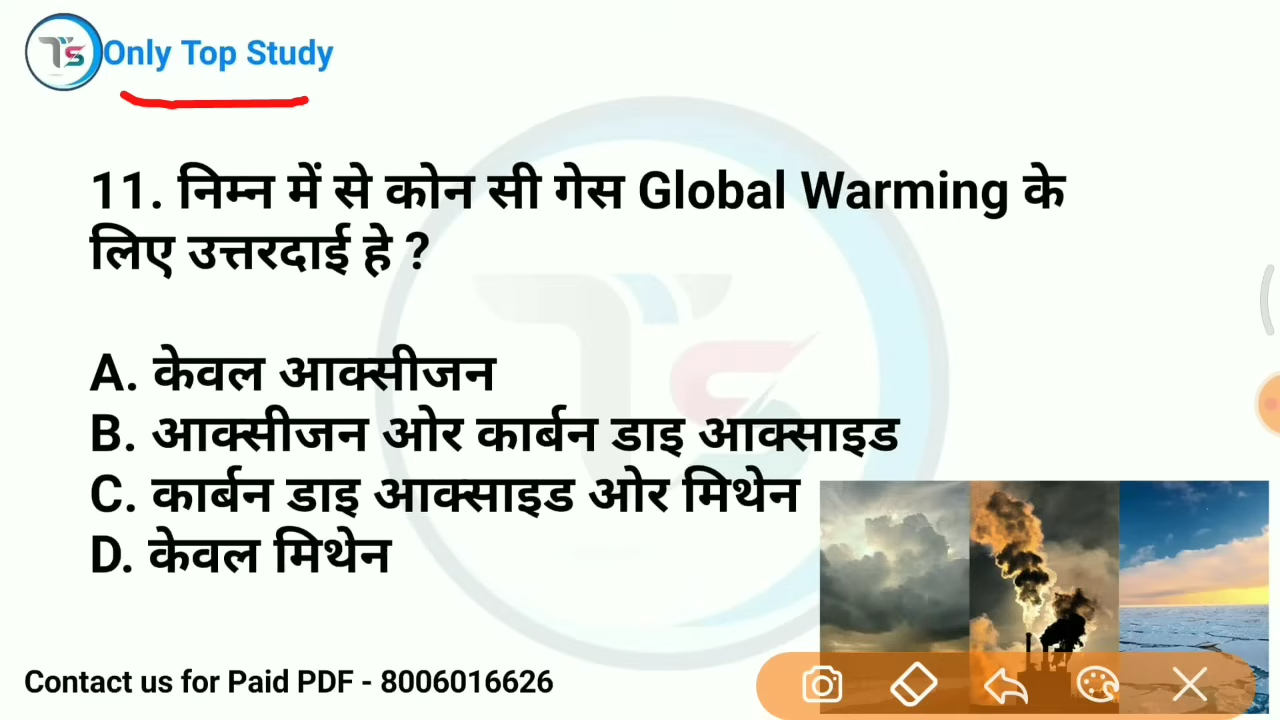 TS Only Top Study
11. निम्न में से कोन सी गेस Global Warming के
लिए उत्तरदाई हे ?
A. केवल आक्सीजन
B. आक्सीजन ओर कार्बन डाइ आक्साइड
C. कार्बन डाइ आक्साइड ओर मिथेन
D. केवल मिथेन
Contact us for Paid PDF - 8006016626